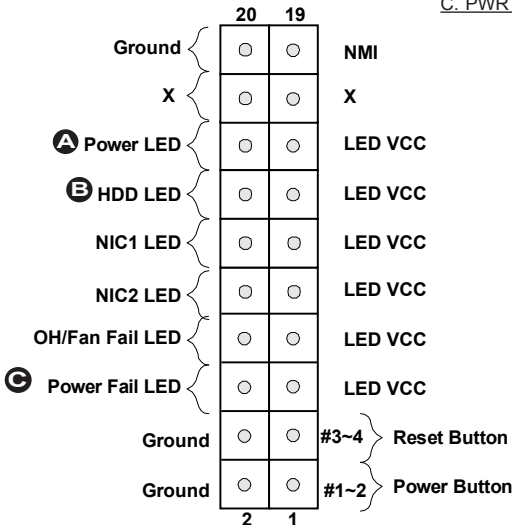 C. PWR
20 19
Ground NMI
X X
A Power LED LED VCC
B HDD LED LED VCC
NIC1 LED LED VCC
NIC2 LED LED VCC
OH/Fan Fail LED LED VCC
C Power Fail LED LED VCC
Ground #3~4 Reset Button
Ground #1~2 Power Button
2 1